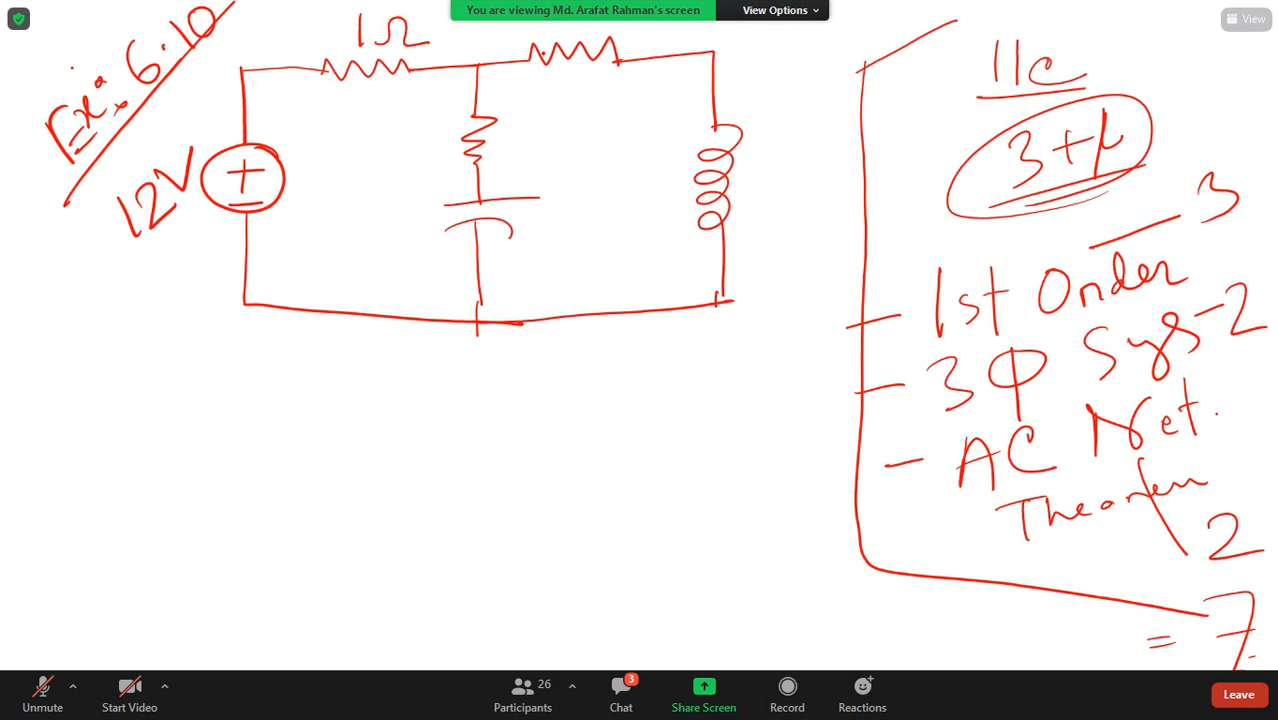 You are viewing Md. Arafat Rahman's screen
View Options
View
Ex: 6.10
1Ω
12V
3+4
3
1st Order
3φ Sys - 2
AC Net.
Theorem
2
= 7
Unmute
Start Video
26
Participants
3
Chat
Share Screen
Record
Reactions
Leave